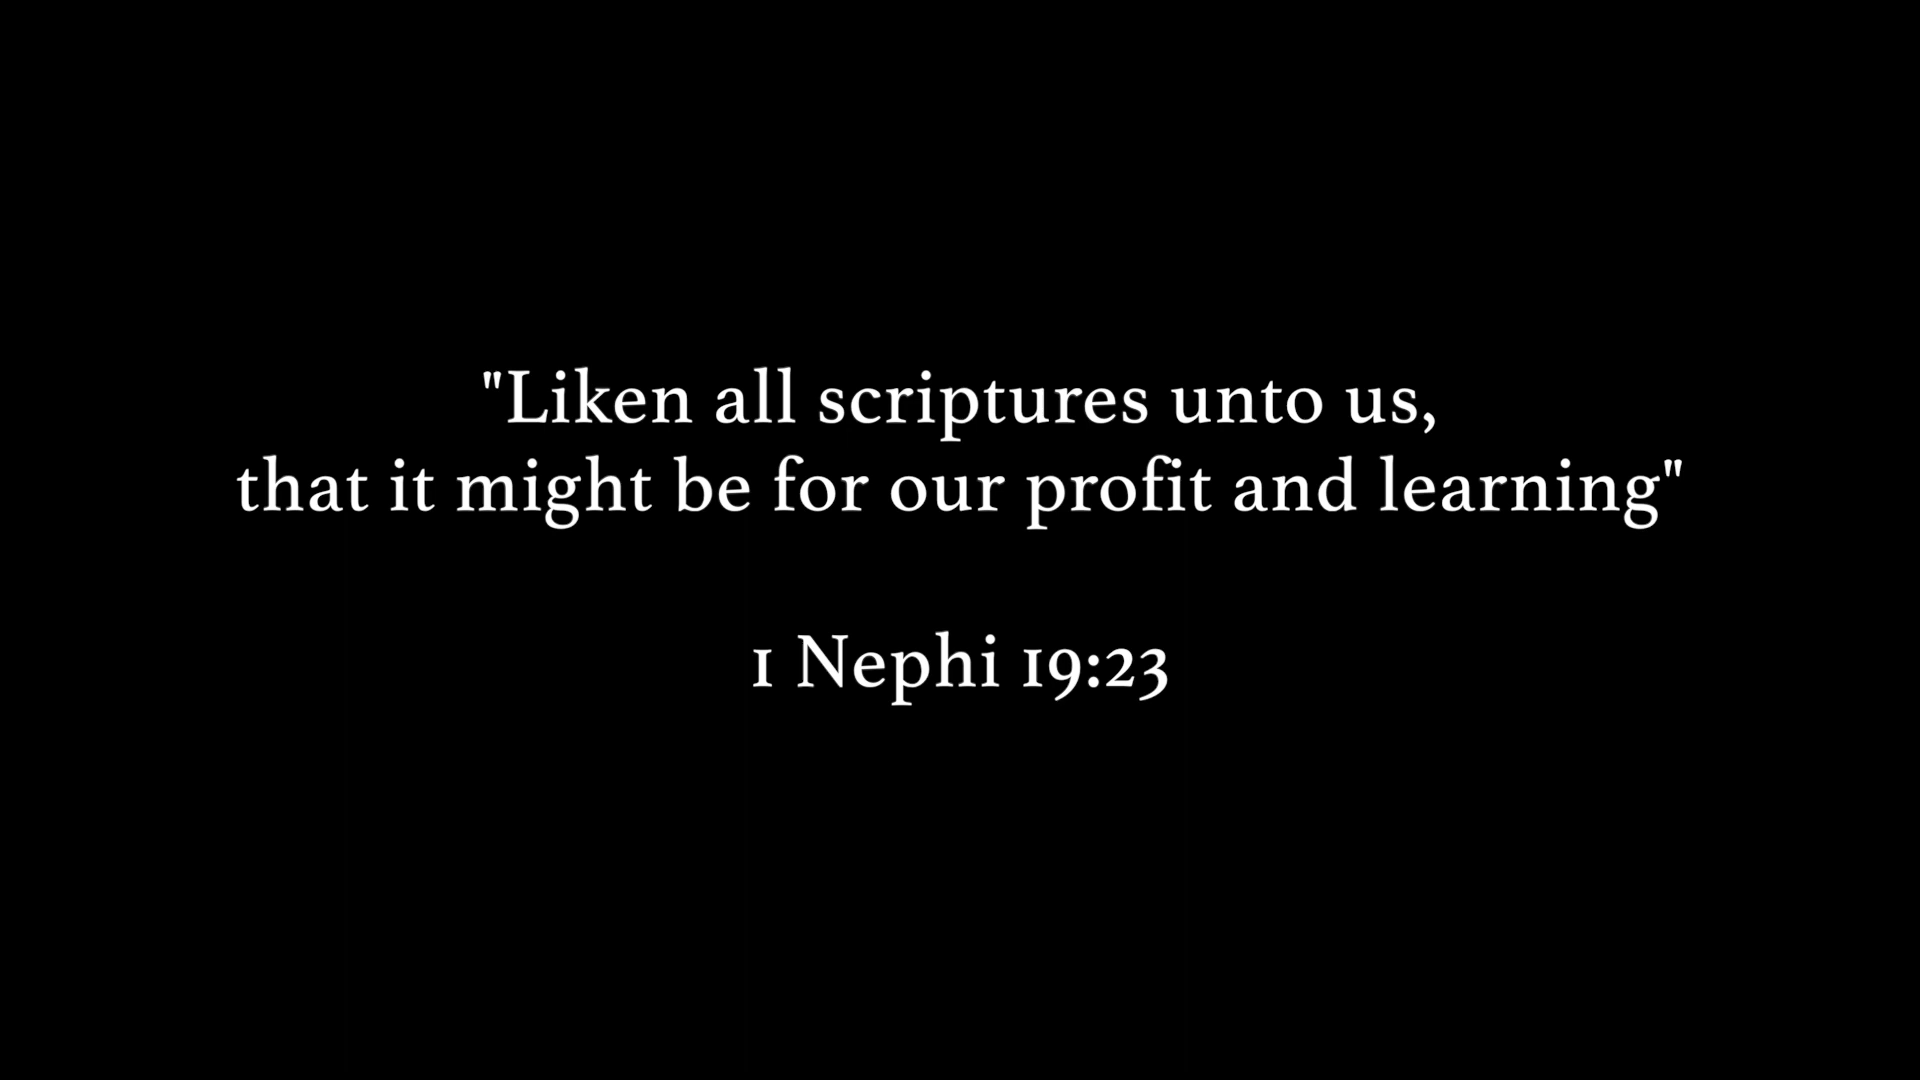 "Liken all scriptures unto us,
that it might be for our profit and learning"
1 Nephi 19:23